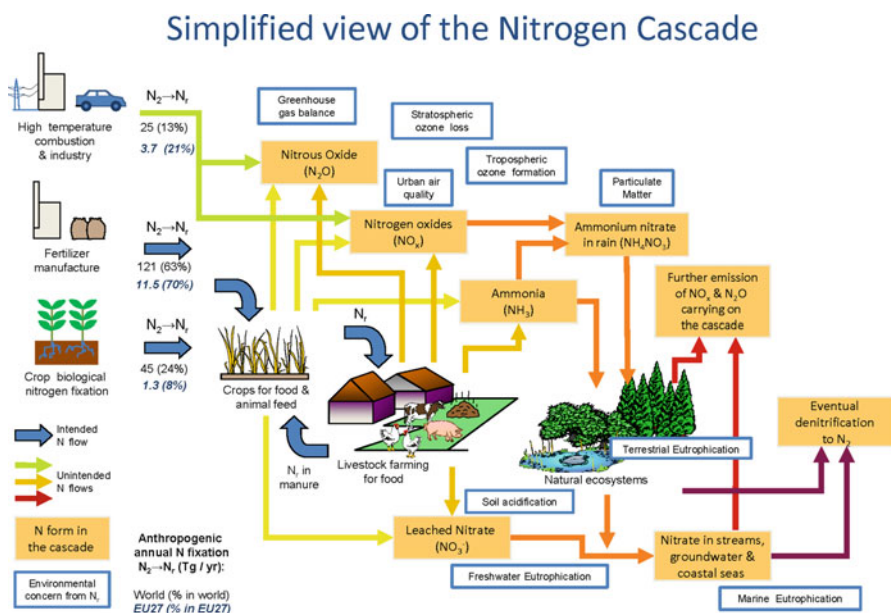 Simplified view of the Nitrogen Cascade
High temperature
combustion
& industry
N₂→Nᵣ
25 (13%)
3.7 (21%)
Fertilizer
manufacture
N₂→Nᵣ
121 (63%)
11.5 (70%)
Crop biological
nitrogen fixation
N₂→Nᵣ
45 (24%)
1.3 (8%)
Greenhouse
gas balance
Stratospheric
ozone loss
Nitrous Oxide
(N₂O)
Tropospheric
ozone formation
Urban air
quality
Particulate
Matter
Nitrogen oxides
(NOₓ)
Ammonium nitrate
in rain (NH₄NO₃)
Ammonia
(NH₃)
Further emission
of NOₓ & N₂O
carrying on
the cascade
Nᵣ
Crops for food &
animal feed
Nᵣ in
manure
Livestock farming
for food
Terrestrial Eutrophication
Natural ecosystems
Eventual
denitrification
to N₂
Soil acidification
Leached Nitrate
(NO₃⁻)
Nitrate in streams,
groundwater &
coastal seas
Freshwater Eutrophication
Marine Eutrophication
Intended
N flow
Unintended
N flows
N form in
the cascade
Environmental
concern from Nᵣ
Anthropogenic
annual N fixation
N₂→Nᵣ (Tg / yr):
World (% in world)
EU27 (% in EU27)